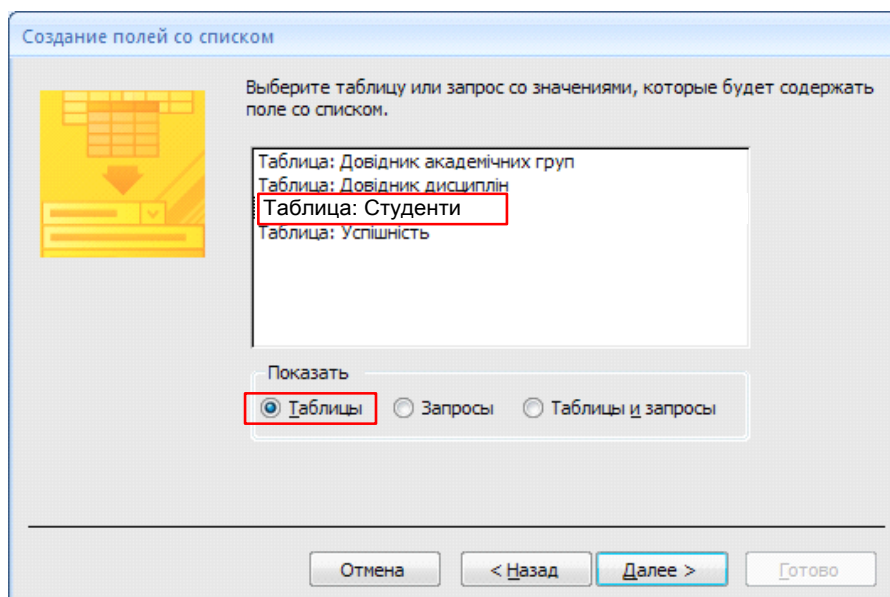 Создание полей со списком
Выберите таблицу или запрос со значениями, которые будет содержать
поле со списком.
Таблица: Довідник академічних груп
Таблица: Довідник дисциплін
Таблица: Студенти
Таблица: Успішність
Показать
Таблицы Запросы Таблицы и запросы
Отмена < Назад Далее > Готово